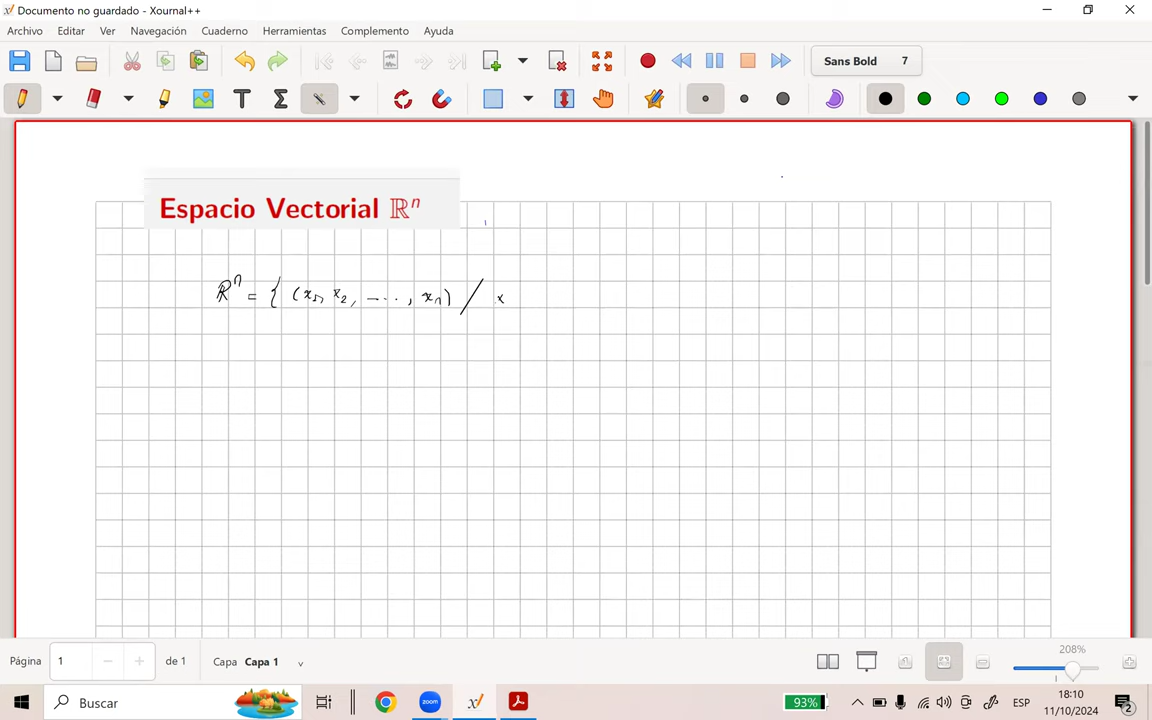 Documento no guardado - Xournal++
Archivo Editar Ver Navegación Cuaderno Herramientas Complemento Ayuda
Sans Bold 7
Espacio Vectorial ℝⁿ
ℝⁿ = { (x₁, x₂, ...., xₙ) / x
Página 1 de 1 Capa Capa 1 208%
Buscar zoom 93% ESP 18:10
11/10/2024 2